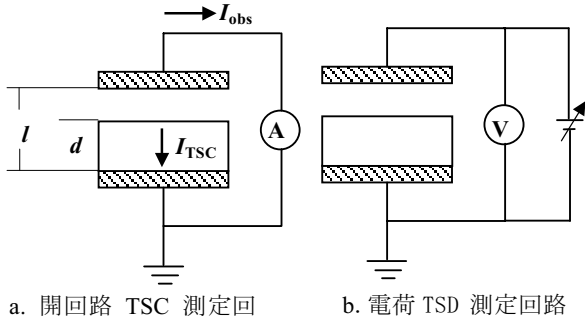 I_obs
l
d
I_TSC
A
V
a. 開回路 TSC 測定回
b. 電荷 TSD 測定回路